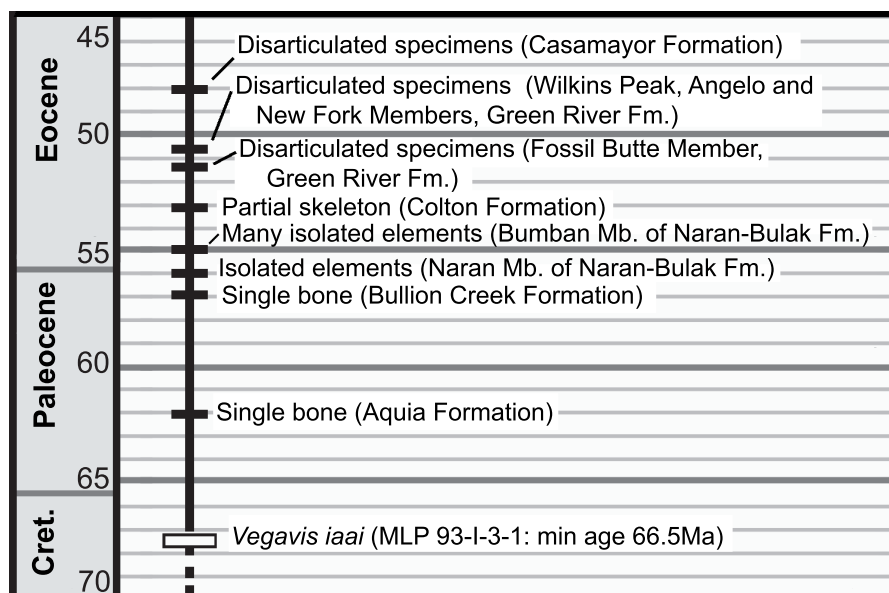 45
Disarticulated specimens (Casamayor Formation)
Disarticulated specimens (Wilkins Peak, Angelo and
New Fork Members, Green River Fm.)
Eocene
50
Disarticulated specimens (Fossil Butte Member,
Green River Fm.)
Partial skeleton (Colton Formation)
Many isolated elements (Bumban Mb. of Naran-Bulak Fm.)
55
Isolated elements (Naran Mb. of Naran-Bulak Fm.)
Single bone (Bullion Creek Formation)
Paleocene
60
Single bone (Aquia Formation)
65
Cret.
Vegavis iaai (MLP 93-I-3-1: min age 66.5Ma)
70